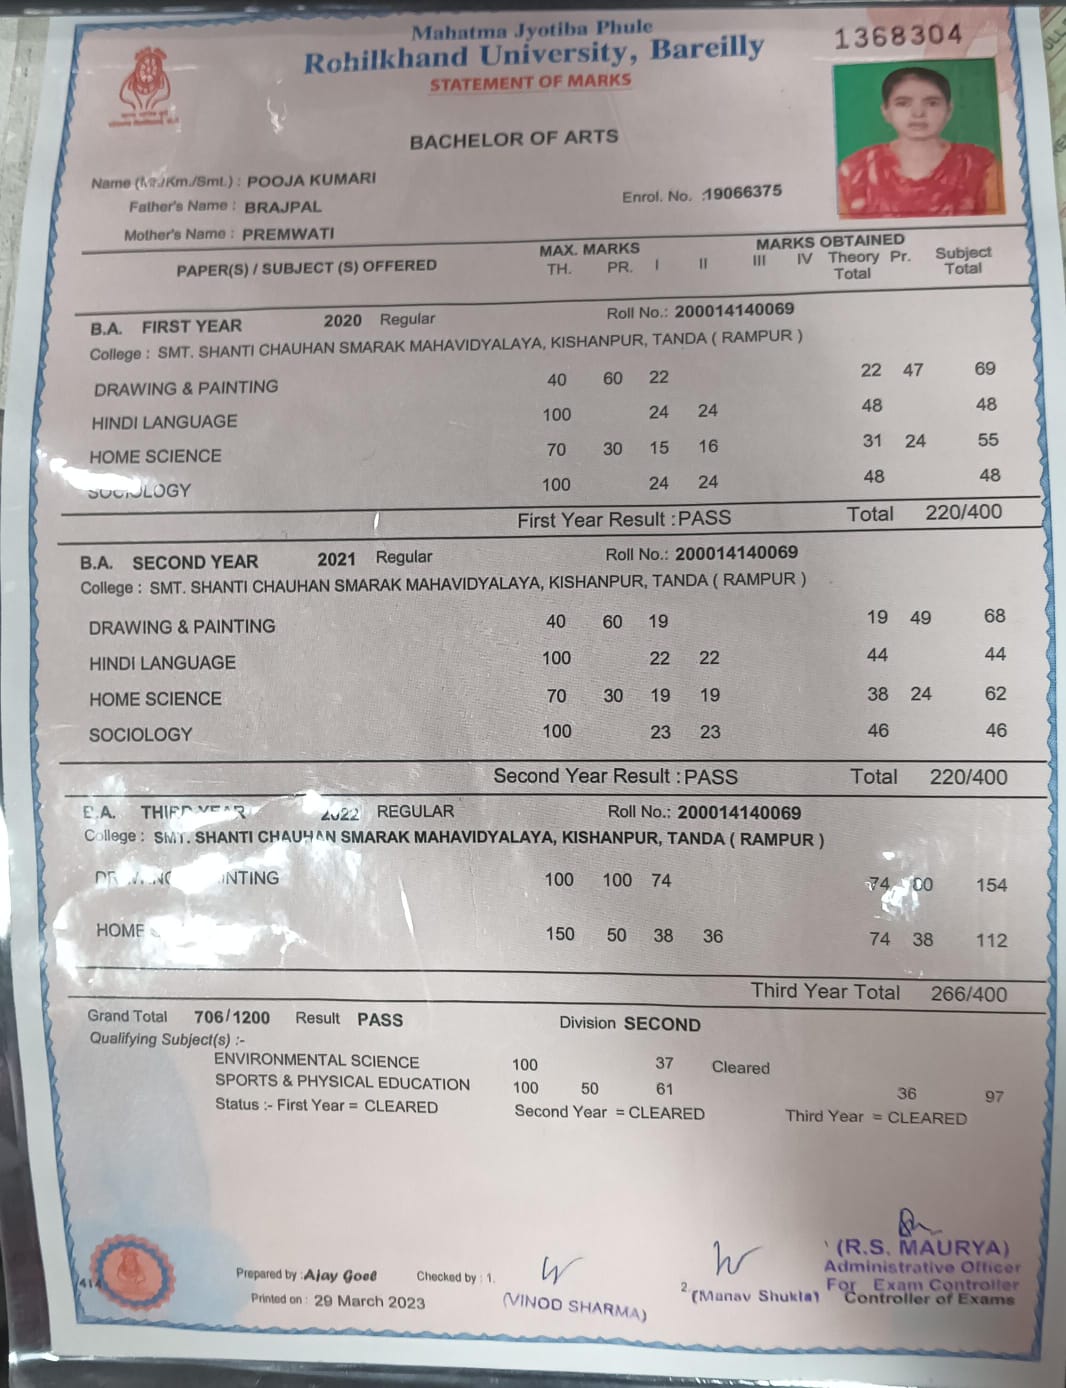 Mahatma Jyotiba Phule
Rohilkhand University, Bareilly
1368304
STATEMENT OF MARKS
BACHELOR OF ARTS
Name (Mr./Km./Smt.) : POOJA KUMARI
Enrol. No. :19066375
Father's Name : BRAJPAL
Mother's Name : PREMWATI
PAPER(S) / SUBJECT (S) OFFERED MAX. MARKS MARKS OBTAINED Subject
TH. PR. I II III IV Theory Pr. Total
Total
B.A. FIRST YEAR 2020 Regular Roll No.: 200014140069
College : SMT. SHANTI CHAUHAN SMARAK MAHAVIDYALAYA, KISHANPUR, TANDA ( RAMPUR )
DRAWING & PAINTING 40 60 22 22 47 69
HINDI LANGUAGE 100 24 24 48 48
HOME SCIENCE 70 30 15 16 31 24 55
SOCIOLOGY 100 24 24 48 48
First Year Result :PASS Total 220/400
B.A. SECOND YEAR 2021 Regular Roll No.: 200014140069
College : SMT. SHANTI CHAUHAN SMARAK MAHAVIDYALAYA, KISHANPUR, TANDA ( RAMPUR )
DRAWING & PAINTING 40 60 19 19 49 68
HINDI LANGUAGE 100 22 22 44 44
HOME SCIENCE 70 30 19 19 38 24 62
SOCIOLOGY 100 23 23 46 46
Second Year Result :PASS Total 220/400
B.A. THIRD YEAR 2022 REGULAR Roll No.: 200014140069
College : SMT. SHANTI CHAUHAN SMARAK MAHAVIDYALAYA, KISHANPUR, TANDA ( RAMPUR )
100 100 74 74 154
HOME 150 50 38 36 74 38 112
Third Year Total 266/400
Grand Total 706/1200 Result PASS Division SECOND
Qualifying Subject(s) :-
ENVIRONMENTAL SCIENCE 100 37 Cleared
SPORTS & PHYSICAL EDUCATION 100 50 61 36 97
Status :- First Year = CLEARED Second Year = CLEARED Third Year = CLEARED
(R.S. MAURYA)
Administrative Officer
For Exam Controller
Controller of Exams
Prepared by : Ajay Goel Checked by : 1.
(VINOD SHARMA)
2 (Manav Shukla)
Printed on : 29 March 2023
414